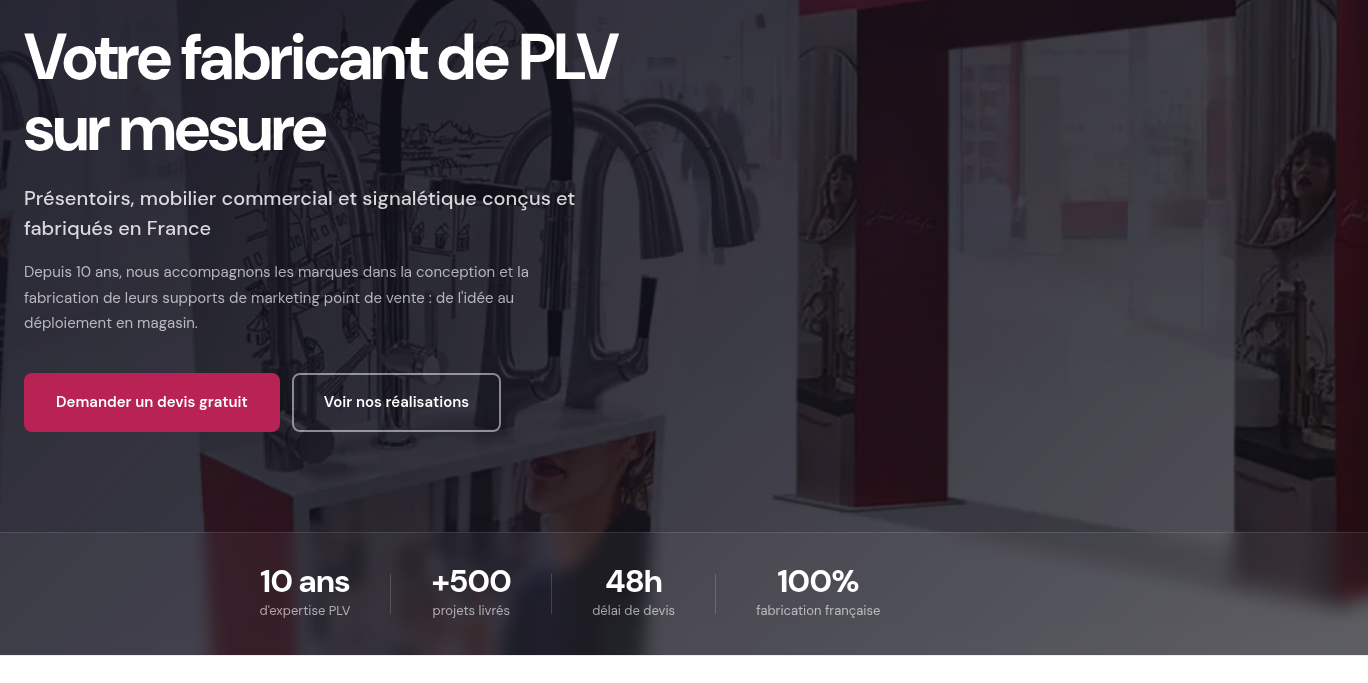 Votre fabricant de PLV
sur mesure
Présentoirs, mobilier commercial et signalétique conçus et
fabriqués en France
Depuis 10 ans, nous accompagnons les marques dans la conception et la
fabrication de leurs supports de marketing point de vente : de l'idée au
déploiement en magasin.
Demander un devis gratuit
Voir nos réalisations
10 ans
d'expertise PLV
+500
projets livrés
48h
délai de devis
100%
fabrication française